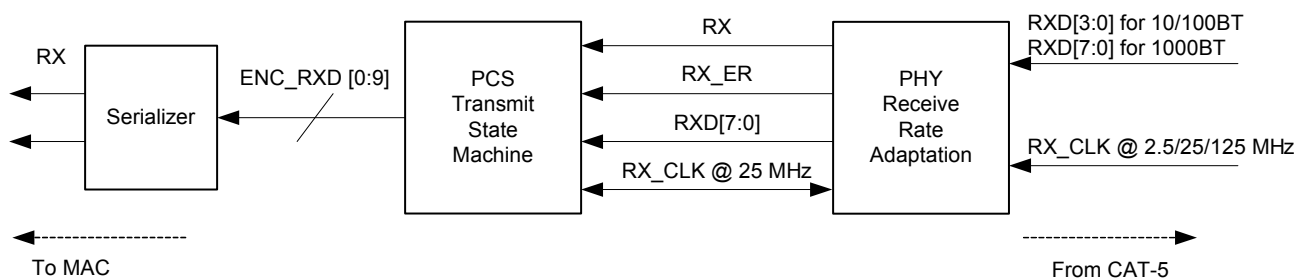 RX
Serializer
ENC_RXD [0:9]
PCS
Transmit
State
Machine
RX
RX_ER
RXD[7:0]
RX_CLK @ 25 MHz
PHY
Receive
Rate
Adaptation
RXD[3:0] for 10/100BT
RXD[7:0] for 1000BT
RX_CLK @ 2.5/25/125 MHz
To MAC
From CAT-5